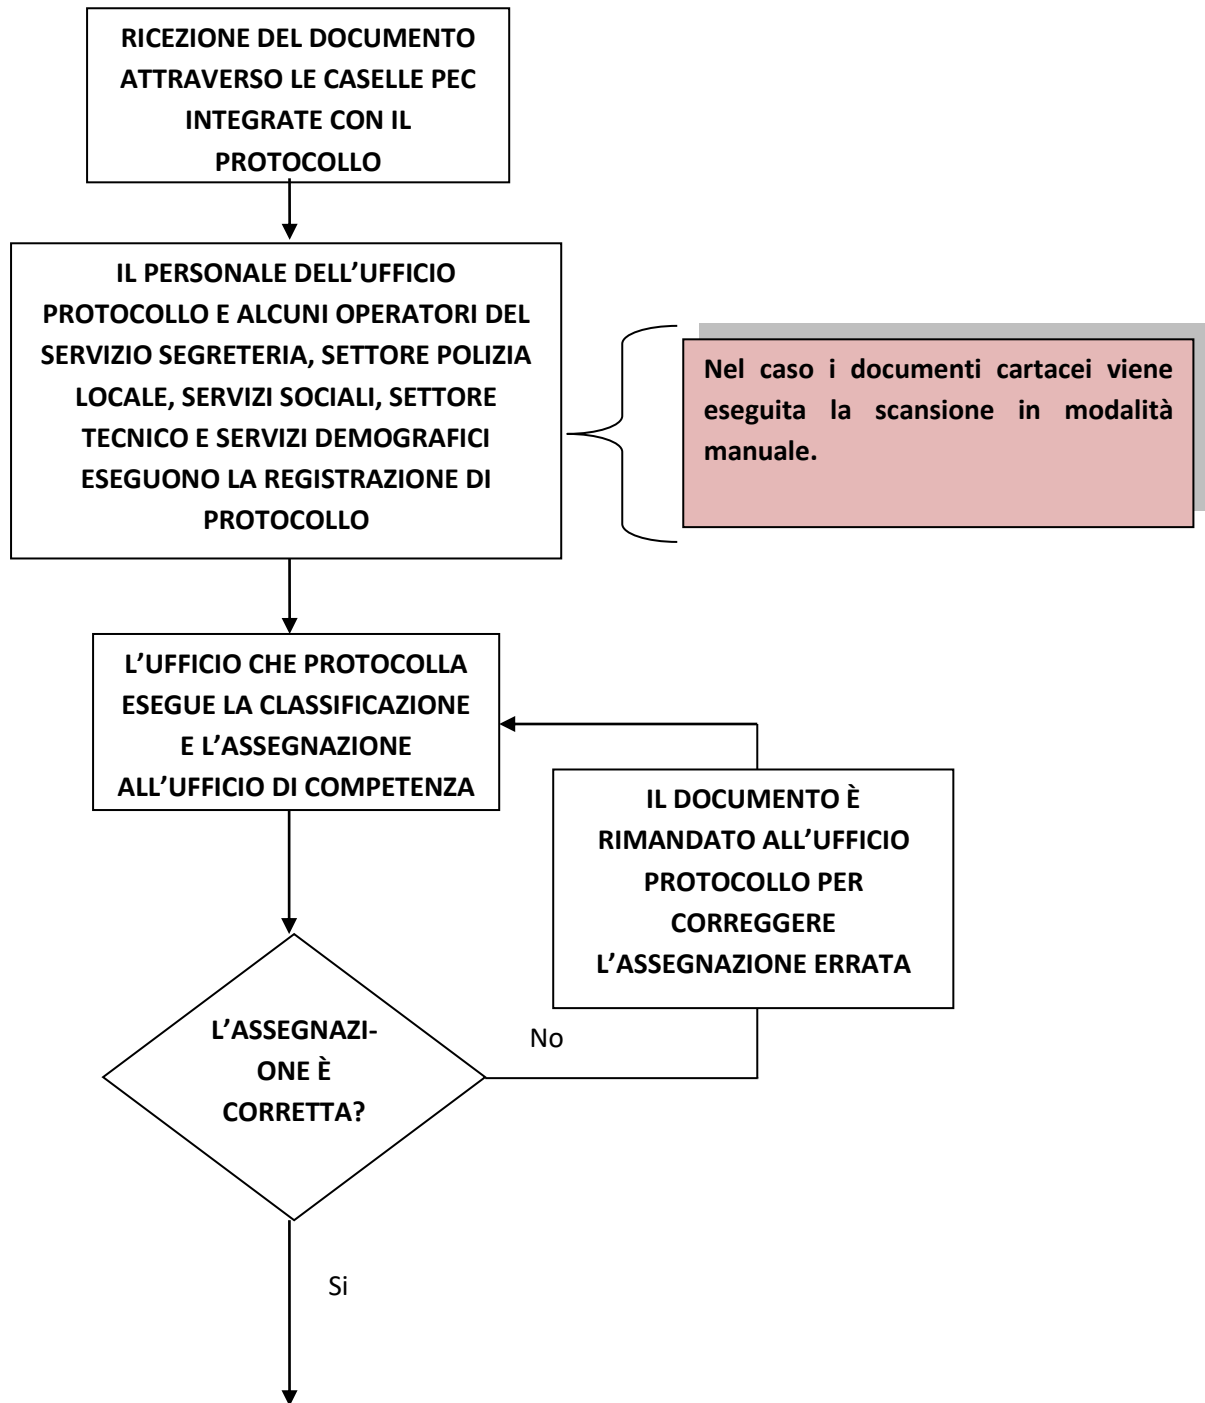 RICEZIONE DEL DOCUMENTO
ATTRAVERSO LE CASELLE PEC
INTEGRATE CON IL
PROTOCOLLO
IL PERSONALE DELL’UFFICIO
PROTOCOLLO E ALCUNI OPERATORI DEL
SERVIZIO SEGRETERIA, SETTORE POLIZIA
LOCALE, SERVIZI SOCIALI, SETTORE
TECNICO E SERVIZI DEMOGRAFICI
ESEGUONO LA REGISTRAZIONE DI
PROTOCOLLO
Nel caso i documenti cartacei viene
eseguita la scansione in modalità
manuale.
L’UFFICIO CHE PROTOCOLLA
ESEGUE LA CLASSIFICAZIONE
E L’ASSEGNAZIONE
ALL’UFFICIO DI COMPETENZA
IL DOCUMENTO È
RIMANDATO ALL’UFFICIO
PROTOCOLLO PER
CORREGGERE
L’ASSEGNAZIONE ERRATA
L’ASSEGNAZI-
ONE È
CORRETTA?
No
Si